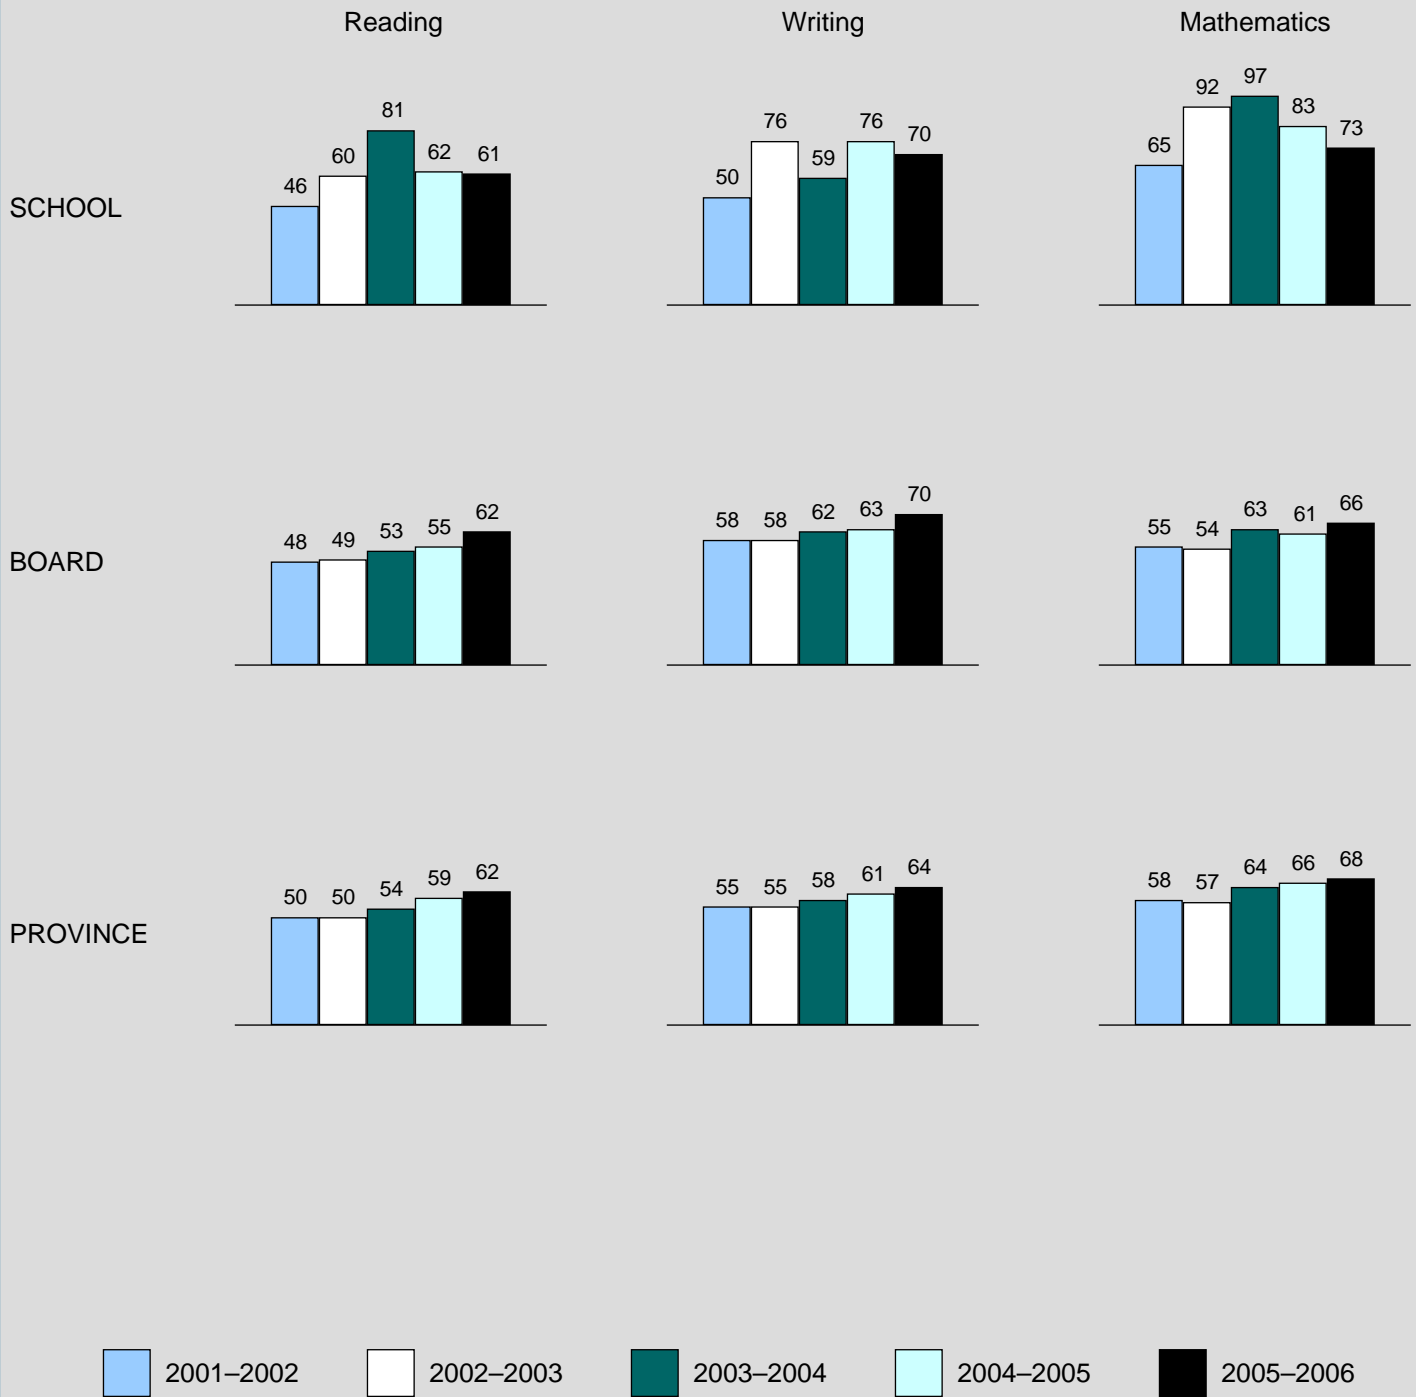 Reading Writing Mathematics
SCHOOL
46 60 81 62 61
50 76 59 76 70
65 92 97 83 73
BOARD
48 49 53 55 62
58 58 62 63 70
55 54 63 61 66
PROVINCE
50 50 54 59 62
55 55 58 61 64
58 57 64 66 68
2001–2002 2002–2003 2003–2004 2004–2005 2005–2006